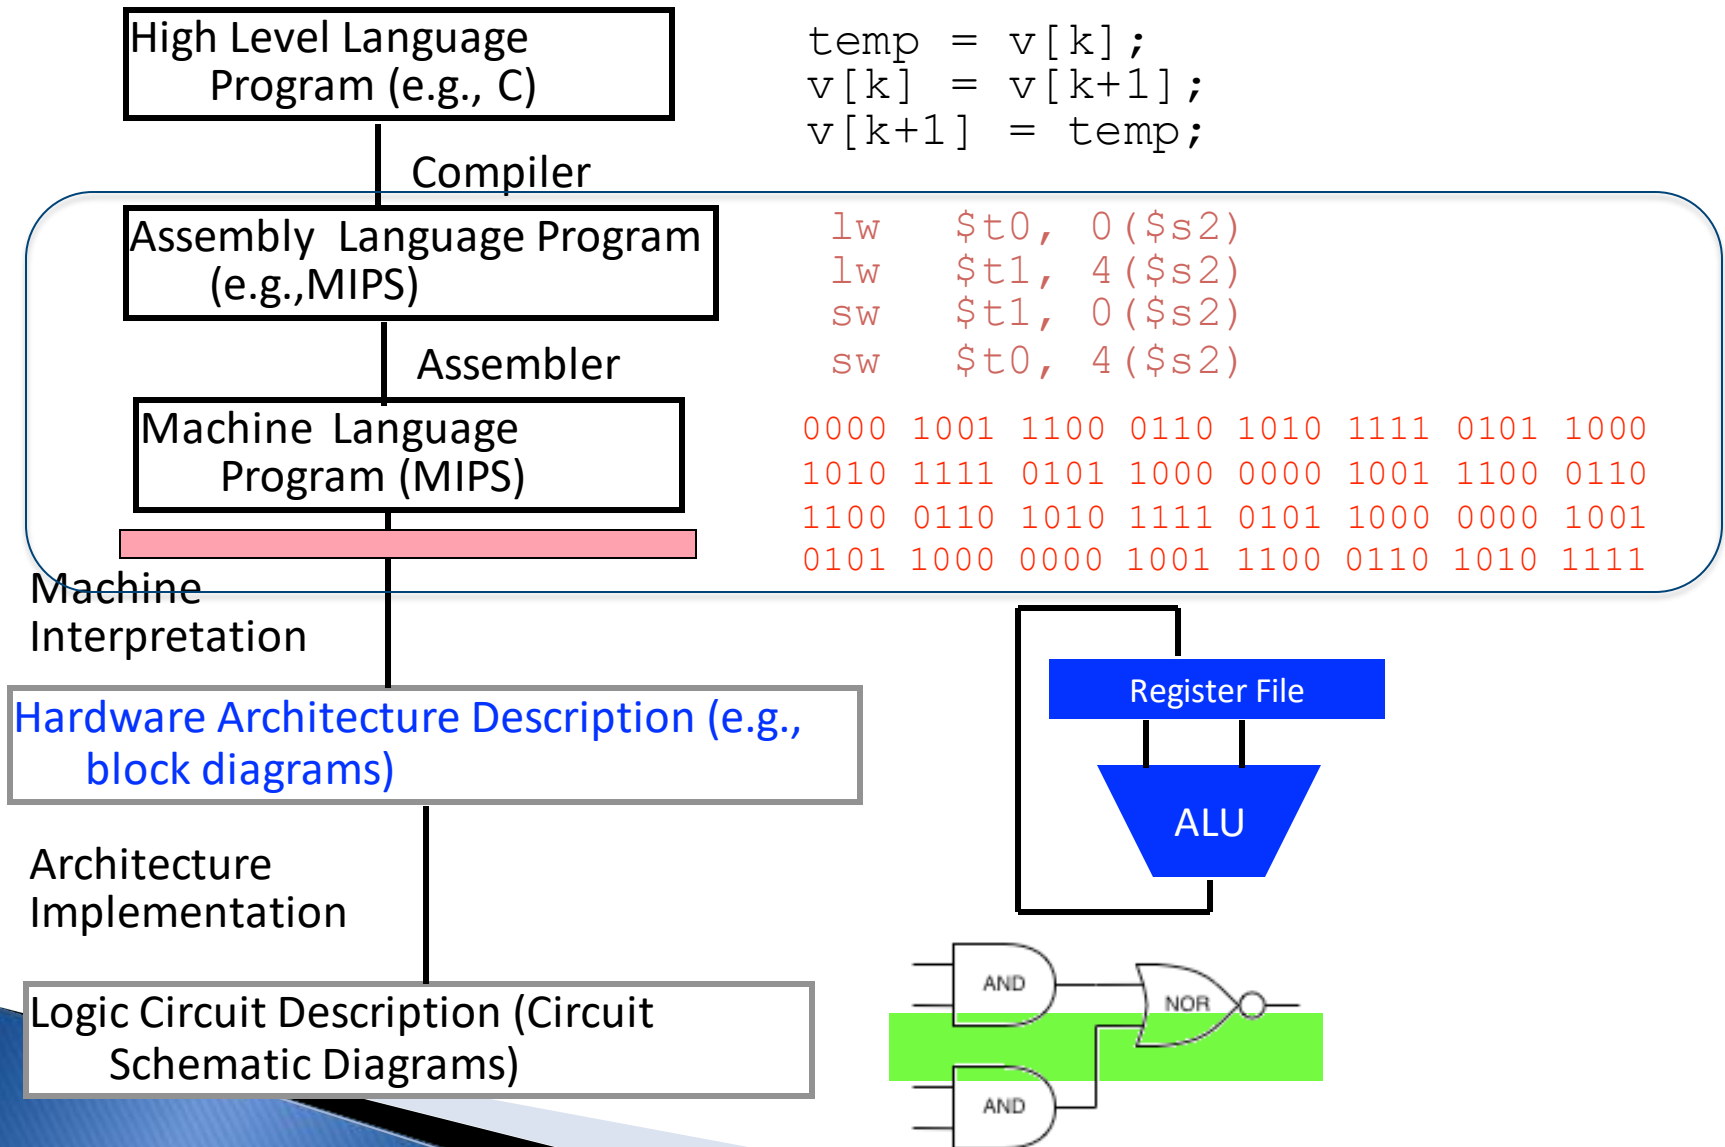 High Level Language
Program (e.g., C)
temp = v[k];
v[k] = v[k+1];
v[k+1] = temp;
Compiler
Assembly Language Program
(e.g.,MIPS)
lw $t0, 0($s2)
lw $t1, 4($s2)
sw $t1, 0($s2)
sw $t0, 4($s2)
Assembler
Machine Language
Program (MIPS)
0000 1001 1100 0110 1010 1111 0101 1000
1010 1111 0101 1000 0000 1001 1100 0110
1100 0110 1010 1111 0101 1000 0000 1001
0101 1000 0000 1001 1100 0110 1010 1111
Machine
Interpretation
Hardware Architecture Description (e.g.,
block diagrams)
Register File
ALU
Architecture
Implementation
Logic Circuit Description (Circuit
Schematic Diagrams)
AND
NOR
AND